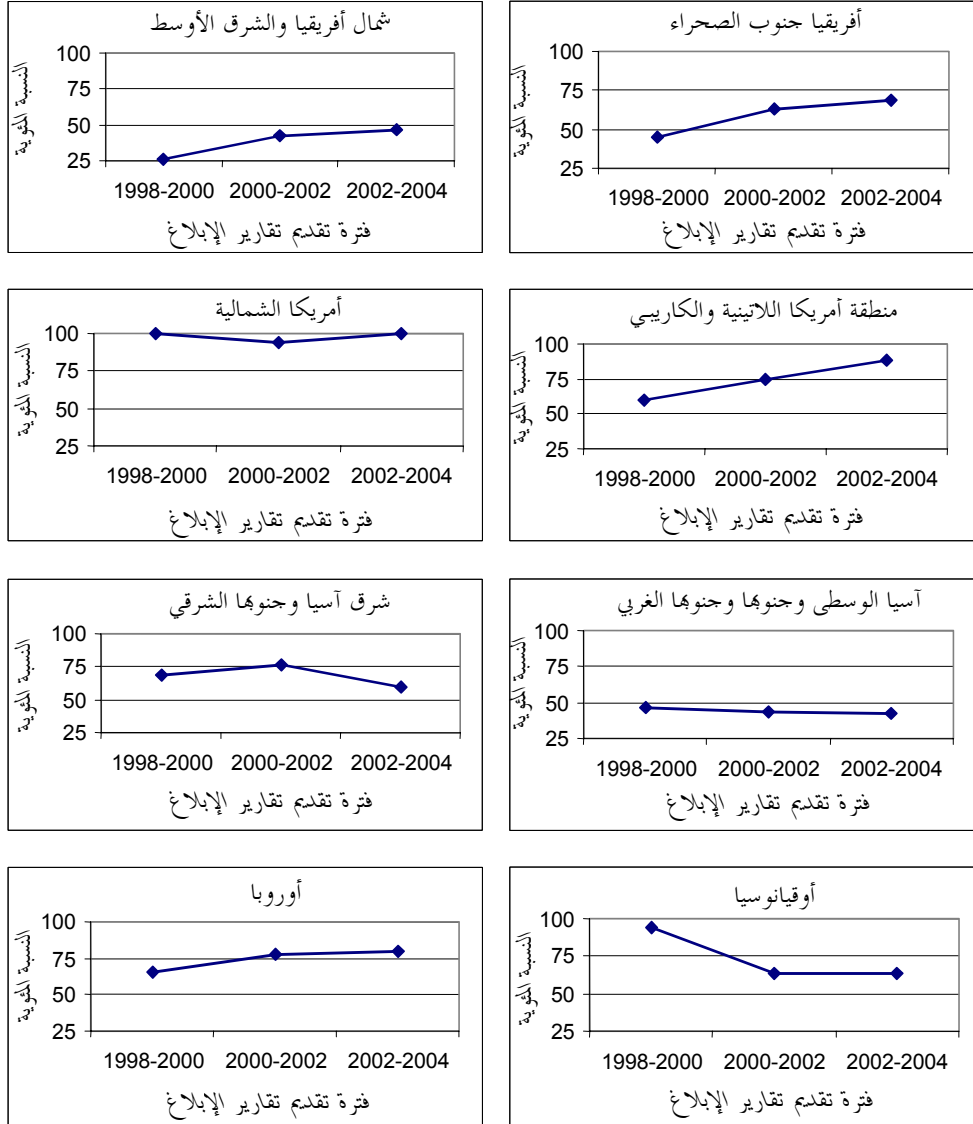 أفريقيا جنوب الصحراء
النسبة المئوية
100
75
50
25
1998-2000 2000-2002 2002-2004
فترة تقديم تقارير الإبلاغ
شمال أفريقيا والشرق الأوسط
النسبة المئوية
100
75
50
25
1998-2000 2000-2002 2002-2004
فترة تقديم تقارير الإبلاغ
منطقة أمريكا اللاتينية والكاريبي
النسبة المئوية
100
75
50
25
1998-2000 2000-2002 2002-2004
فترة تقديم تقارير الإبلاغ
أمريكا الشمالية
النسبة المئوية
100
75
50
25
1998-2000 2000-2002 2002-2004
فترة تقديم تقارير الإبلاغ
آسيا الوسطى وجنوبها وجنوبها الغربي
النسبة المئوية
100
75
50
25
1998-2000 2000-2002 2002-2004
فترة تقديم تقارير الإبلاغ
شرق آسيا وجنوبها الشرقي
النسبة المئوية
100
75
50
25
1998-2000 2000-2002 2002-2004
فترة تقديم تقارير الإبلاغ
أوقيانوسيا
النسبة المئوية
100
75
50
25
1998-2000 2000-2002 2002-2004
فترة تقديم تقارير الإبلاغ
أوروبا
النسبة المئوية
100
75
50
25
1998-2000 2000-2002 2002-2004
فترة تقديم تقارير الإبلاغ